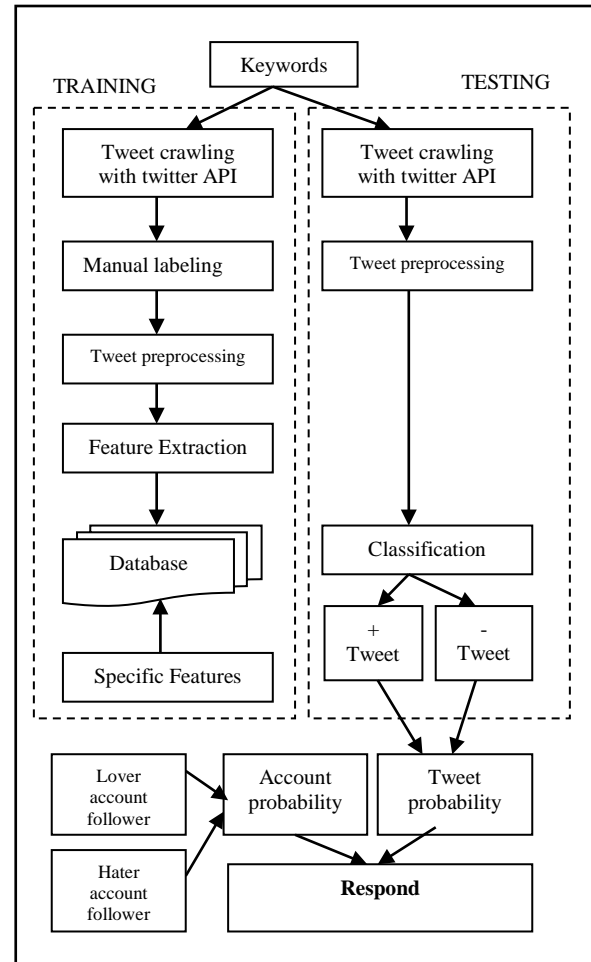 Keywords
TRAINING
TESTING
Tweet crawling
with twitter API
Manual labeling
Tweet preprocessing
Feature Extraction
Database
Specific Features
Tweet crawling
with twitter API
Tweet preprocessing
Classification
+
Tweet
-
Tweet
Lover
account
follower
Hater
account
follower
Account
probability
Tweet
probability
Respond